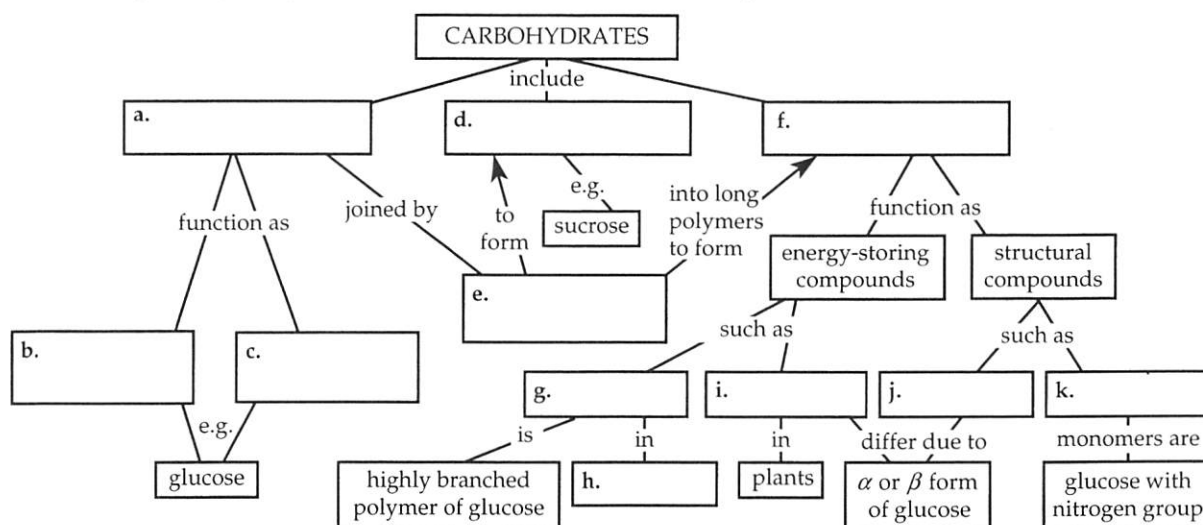 CARBOHYDRATES
include
a.
d.
f.
joined by
e.g.
sucrose
to
form
into long
polymers
to form
function as
function as
energy-storing
compounds
structural
compounds
e.
b.
c.
such as
such as
g.
i.
j.
k.
e.g.
is
in
in
differ due to
monomers are
glucose
highly branched
polymer of glucose
h.
plants
α or β form
of glucose
glucose with
nitrogen group